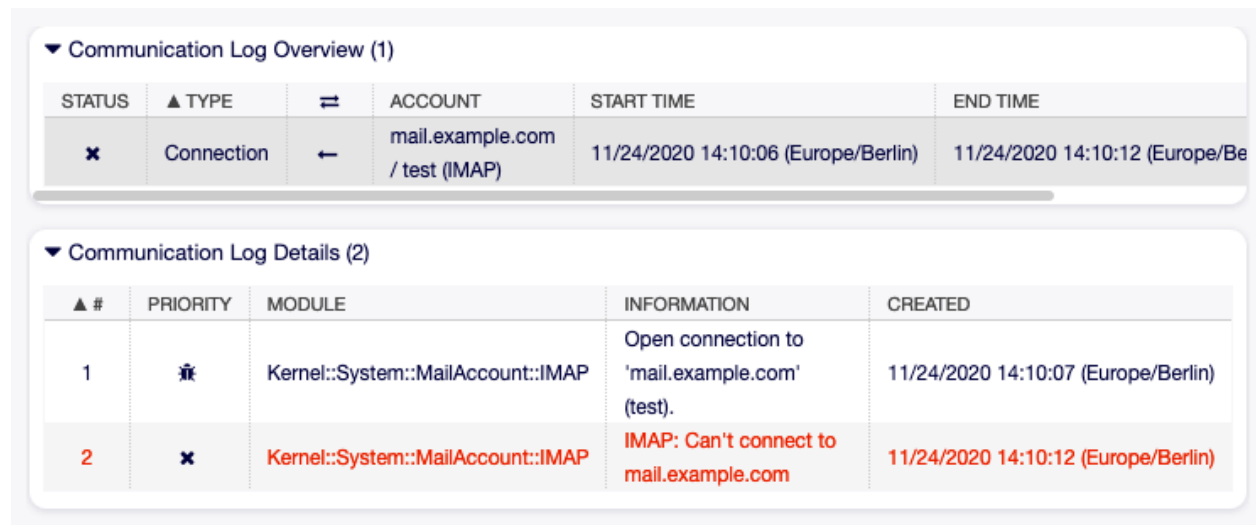 Communication Log Overview (1)
STATUS ▲ TYPE ⇄ ACCOUNT START TIME END TIME
✖ Connection ← mail.example.com / test (IMAP) 11/24/2020 14:10:06 (Europe/Berlin) 11/24/2020 14:10:12 (Europe/Be
Communication Log Details (2)
▲ # PRIORITY MODULE INFORMATION CREATED
1 Kernel::System::MailAccount::IMAP Open connection to 'mail.example.com' (test). 11/24/2020 14:10:07 (Europe/Berlin)
2 ✖ Kernel::System::MailAccount::IMAP IMAP: Can't connect to mail.example.com 11/24/2020 14:10:12 (Europe/Berlin)